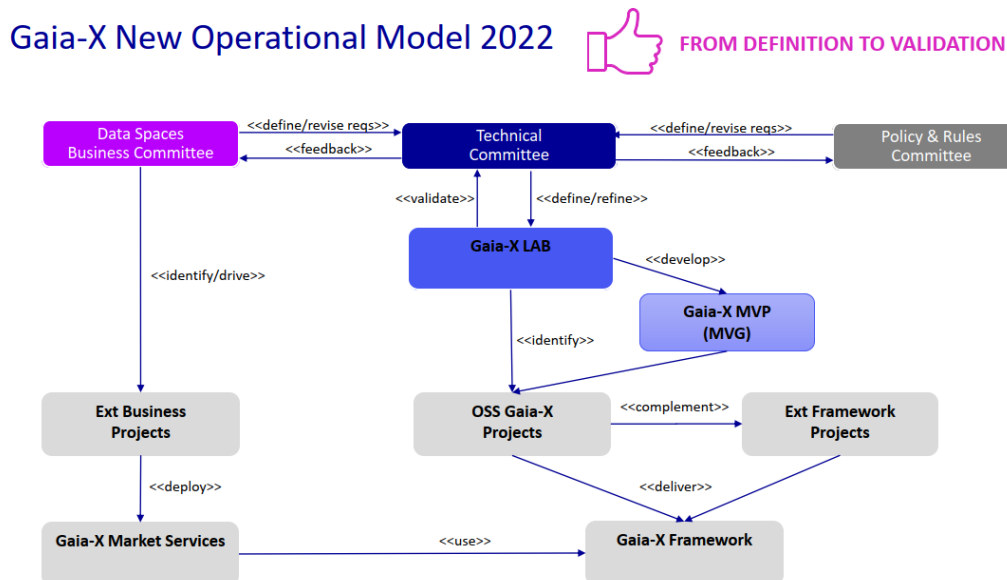 Gaia-X New Operational Model 2022
FROM DEFINITION TO VALIDATION
Data Spaces
Business Committee
<<define/revise reqs>>
<<feedback>>
Technical
Committee
<<define/revise reqs>>
<<feedback>>
Policy & Rules
Committee
<<validate>>
<<define/refine>>
Gaia-X LAB
<<identify/drive>>
<<develop>>
Gaia-X MVP
(MVG)
<<identify>>
Ext Business
Projects
OSS Gaia-X
Projects
<<complement>>
Ext Framework
Projects
<<deploy>>
<<deliver>>
Gaia-X Market Services
<<use>>
Gaia-X Framework